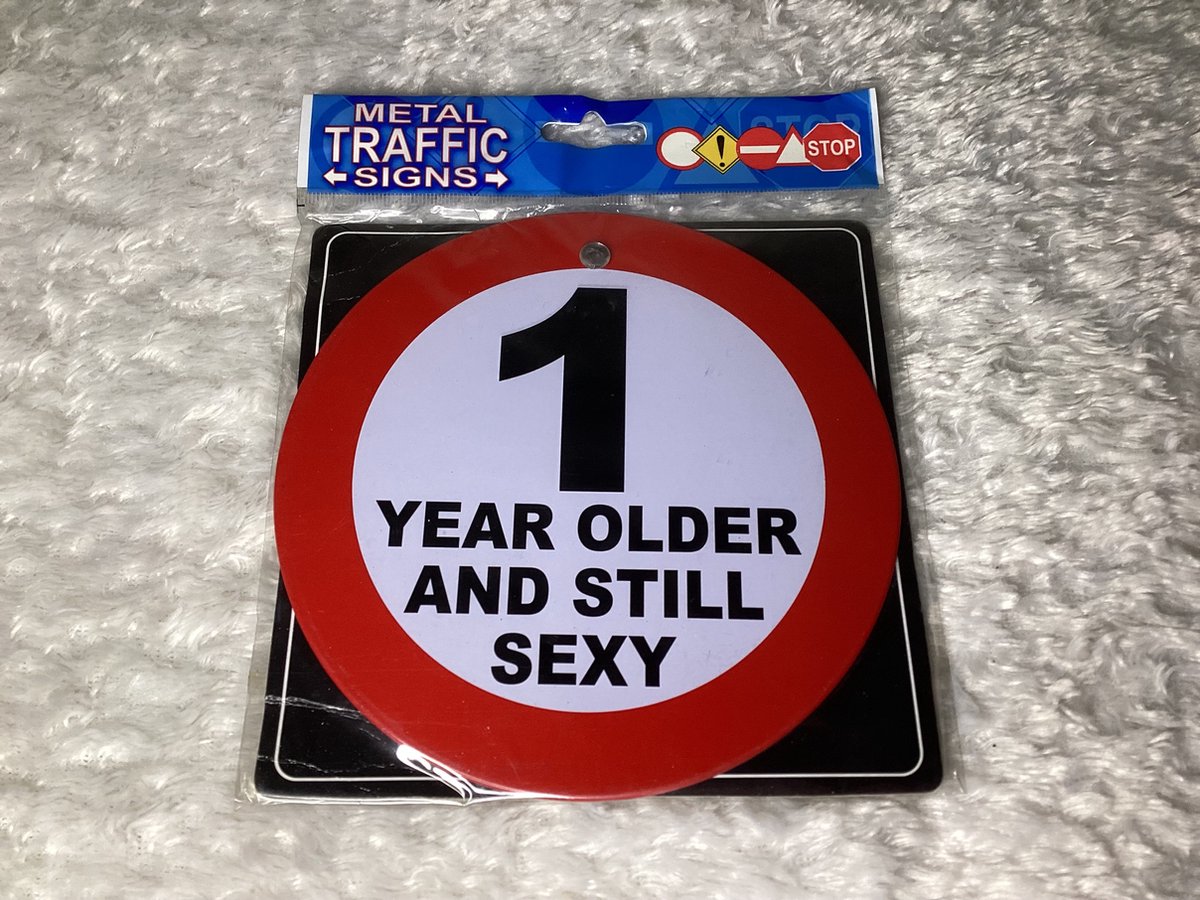 METAL
TRAFFIC
SIGNS
STOP
1
YEAR OLDER
AND STILL
SEXY